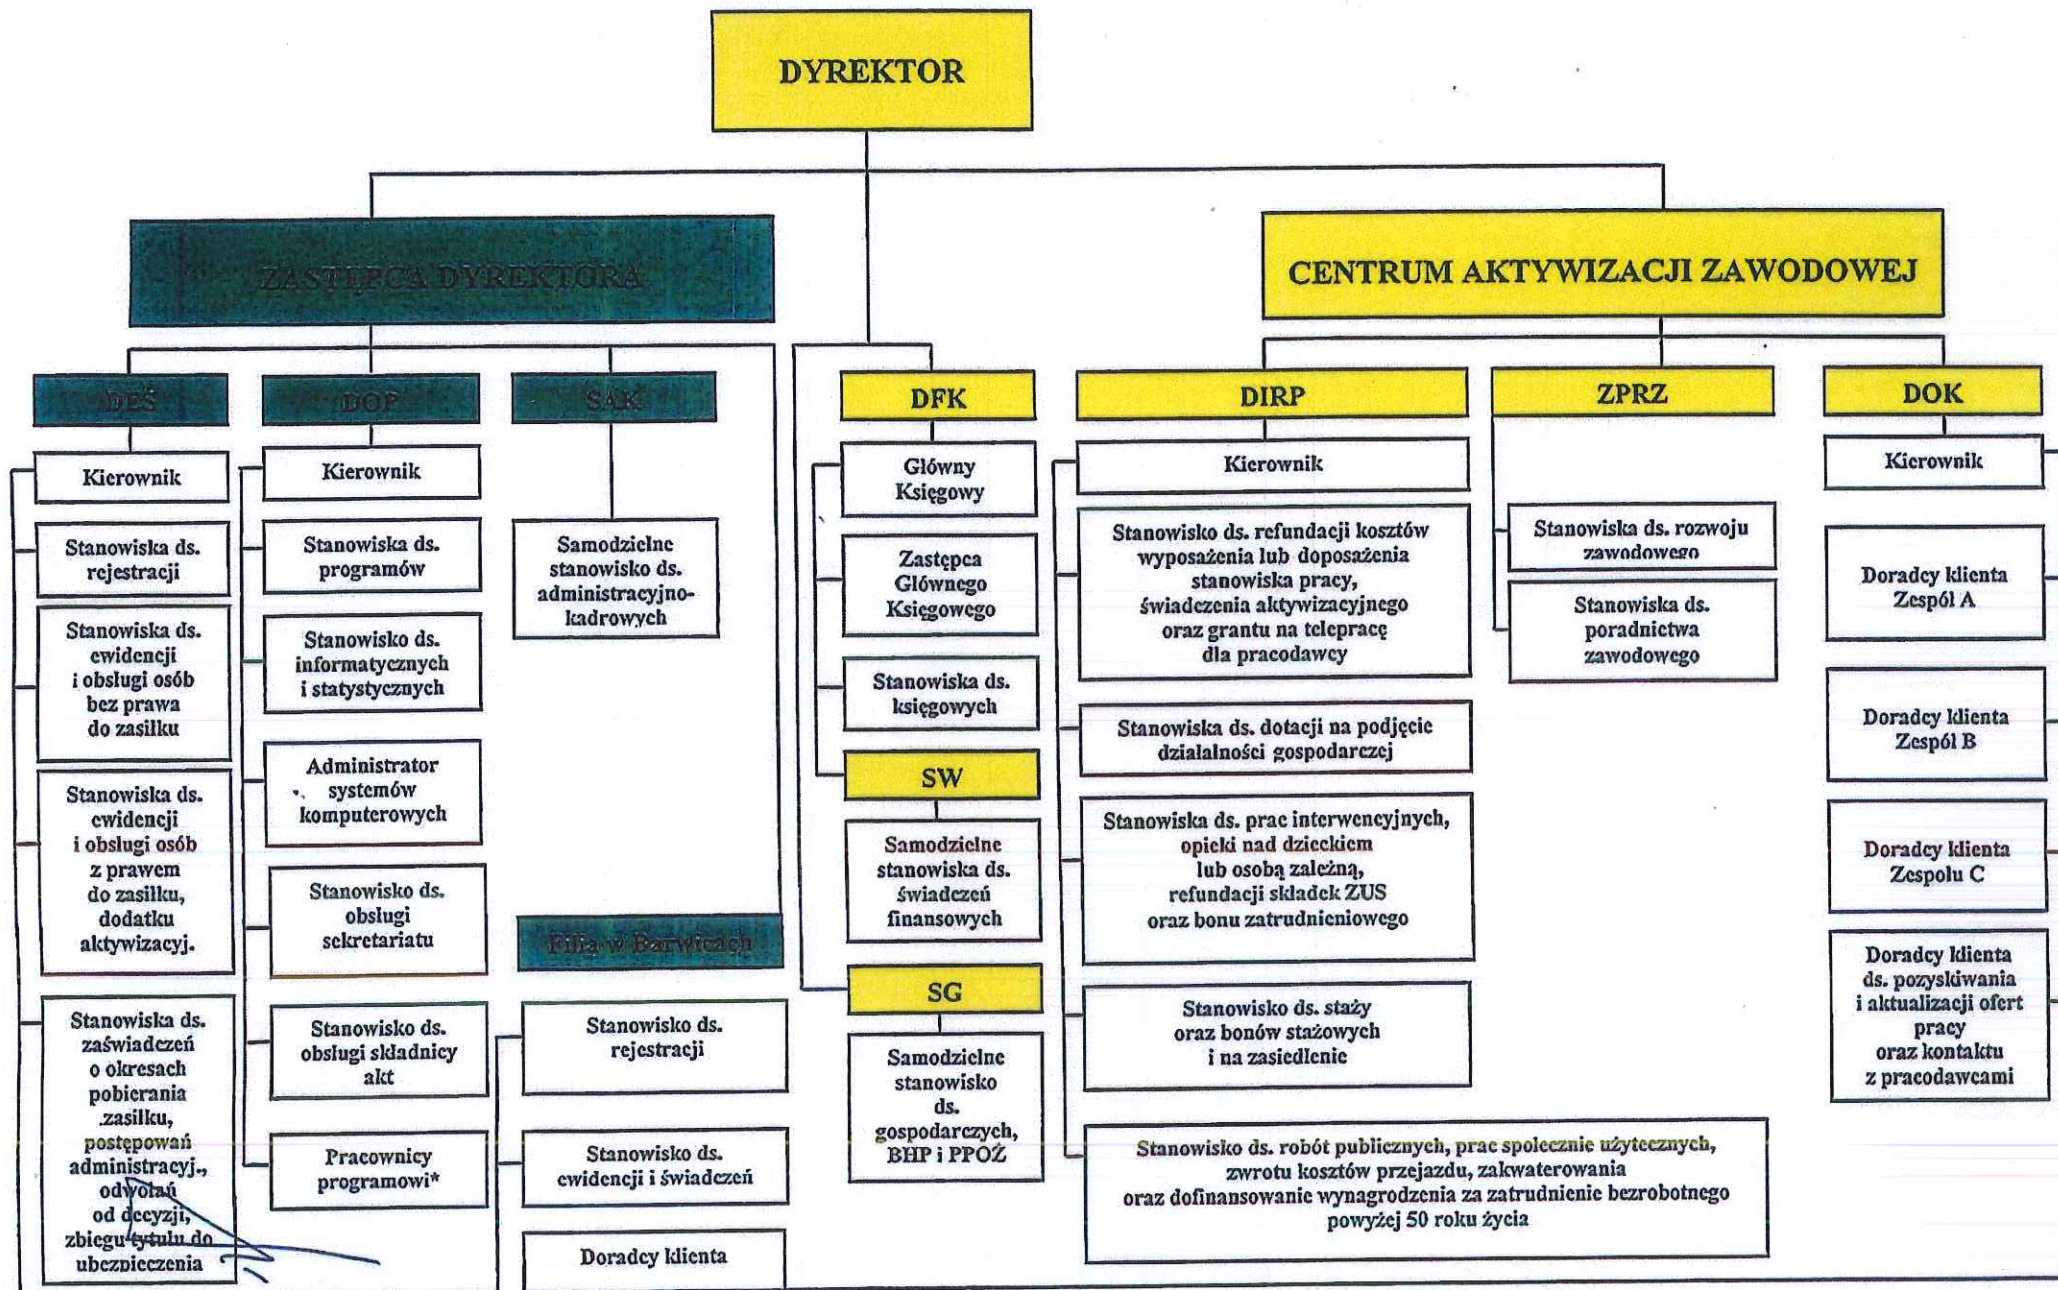 DYREKTOR
ZASTĘPCA DYREKTORA
CENTRUM AKTYWIZACJI ZAWODOWEJ
DEŚ
DOP
SAK
DFK
DIRP
ZPRZ
DOK
Kierownik
Stanowiska ds.
rejestracji
Stanowiska ds.
ewidencji
i obsługi osób
bez prawa
do zasiłku
Stanowiska ds.
ewidencji
i obsługi osób
z prawem
do zasiłku,
dodatku
aktywizacyj.
Stanowiska ds.
zaświadczeń
o okresach
pobierania
zasiłku,
postępowań
administracyj.,
odwołań
od decyzji,
zbiegu tytułu do
ubezpieczenia
Kierownik
Stanowiska ds.
programów
Stanowisko ds.
informatycznych
i statystycznych
Administrator
systemów
komputerowych
Stanowisko ds.
obsługi
sekretariatu
Stanowisko ds.
obsługi składnicy
akt
Pracownicy
programowi*
Samodzielne
stanowisko ds.
administracyjno-
kadrowych
Filia w Barwicach
Stanowisko ds.
rejestracji
Stanowisko ds.
ewidencji i świadczeń
Doradcy klienta
Główny
Księgowy
Zastępca
Głównego
Księgowego
Stanowiska ds.
księgowych
SW
Samodzielne
stanowiska ds.
świadczeń
finansowych
SG
Samodzielne
stanowisko
ds.
gospodarczych,
BHP i PPOŻ
Kierownik
Stanowisko ds. refundacji kosztów
wyposażenia lub doposażenia
stanowiska pracy,
świadczenia aktywizacyjnego
oraz grantu na telepracę
dla pracodawcy
Stanowiska ds. dotacji na podjęcie
działalności gospodarczej
Stanowiska ds. prac interwencyjnych,
opieki nad dzieckiem
lub osobą zależną,
refundacji składek ZUS
oraz bonu zatrudnieniowego
Stanowisko ds. staży
oraz bonów stażowych
i na zasiedlenie
Stanowisko ds. robót publicznych, prac społecznie użytecznych,
zwrotu kosztów przejazdu, zakwaterowania
oraz dofinansowanie wynagrodzenia za zatrudnienie bezrobotnego
powyżej 50 roku życia
Stanowiska ds. rozwoju
zawodowego
Stanowiska ds.
poradnictwa
zawodowego
Kierownik
Doradcy klienta
Zespół A
Doradcy klienta
Zespół B
Doradcy klienta
Zespołu C
Doradcy klienta
ds. pozyskiwania
i aktualizacji ofert
pracy
oraz kontaktu
z pracodawcami